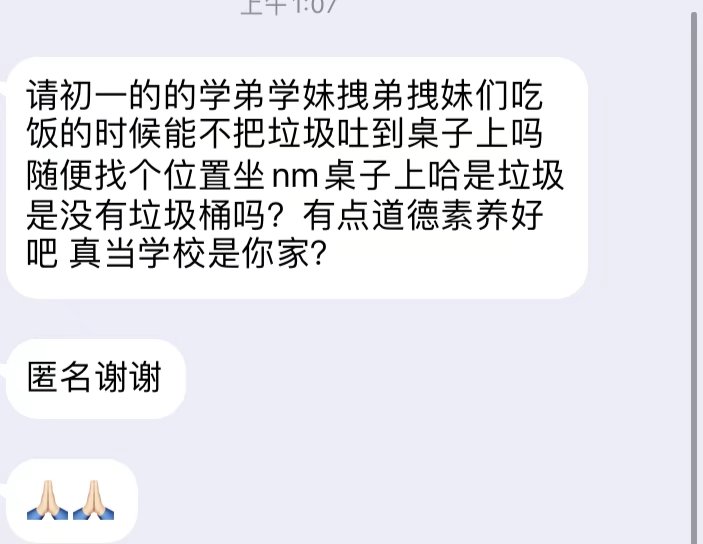 上午 1:07
请初一的的学弟学妹拽弟拽妹们吃
饭的时候能不把垃圾吐到桌子上吗
随便找个位置坐 nm 桌子上哈是垃圾
是没有垃圾桶吗？有点道德素养好
吧 真当学校是你家？
匿名谢谢
🙏🏻🙏🏻